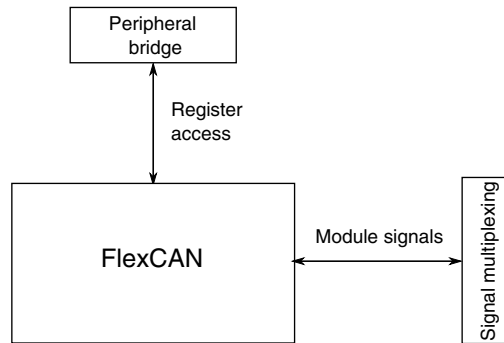 Peripheral
bridge
Register
access
FlexCAN
Module signals
Signal multiplexing